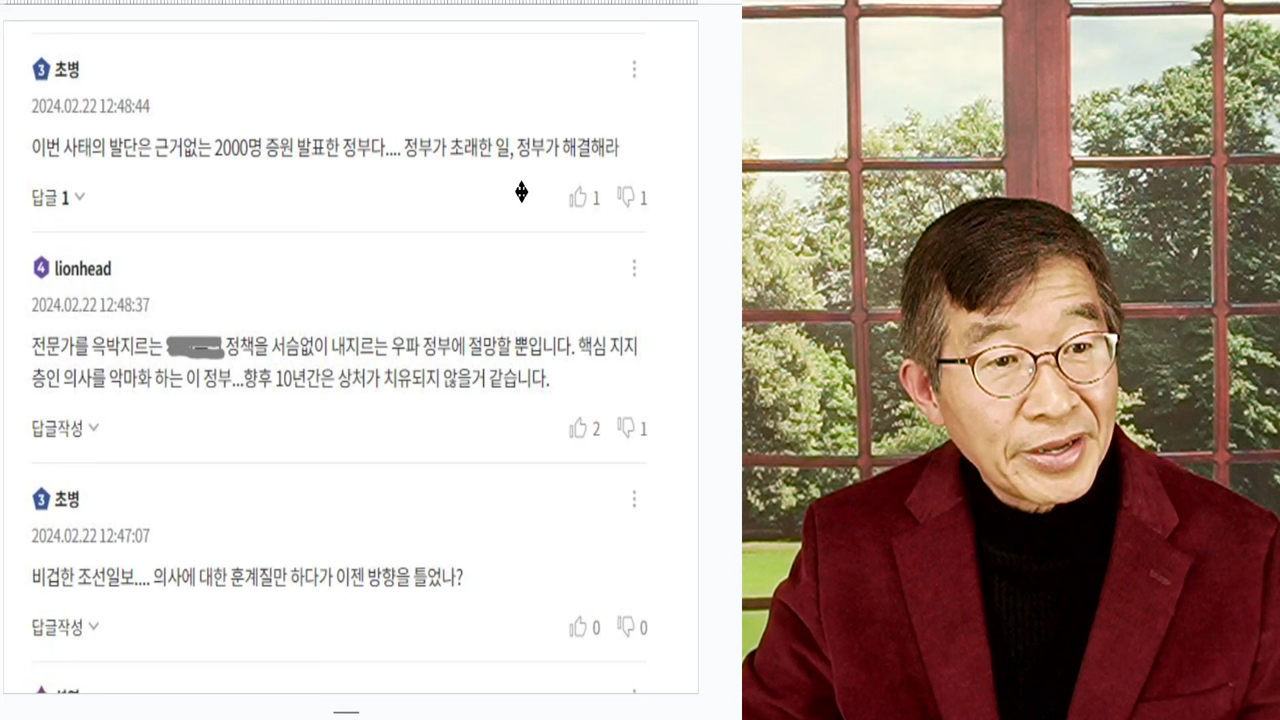 3 초병
2024.02.22 12:48:44
이번 사태의 발단은 근거없는 2000명 증원 발표한 정부다.... 정부가 초래한 일, 정부가 해결해라
답글 1
1 1
4 lionhead
2024.02.22 12:48:37
전문가를 윽박지르는 정책을 서슴없이 내지르는 우파 정부에 절망할 뿐입니다. 핵심 지지
층인 의사를 악마화 하는 이 정부...향후 10년간은 상처가 치유되지 않을거 같습니다.
답글작성
2 1
3 초병
2024.02.22 12:47:07
비겁한 조선일보.... 의사에 대한 훈계질만 하다가 이젠 방향을 틀었나?
답글작성
0 0